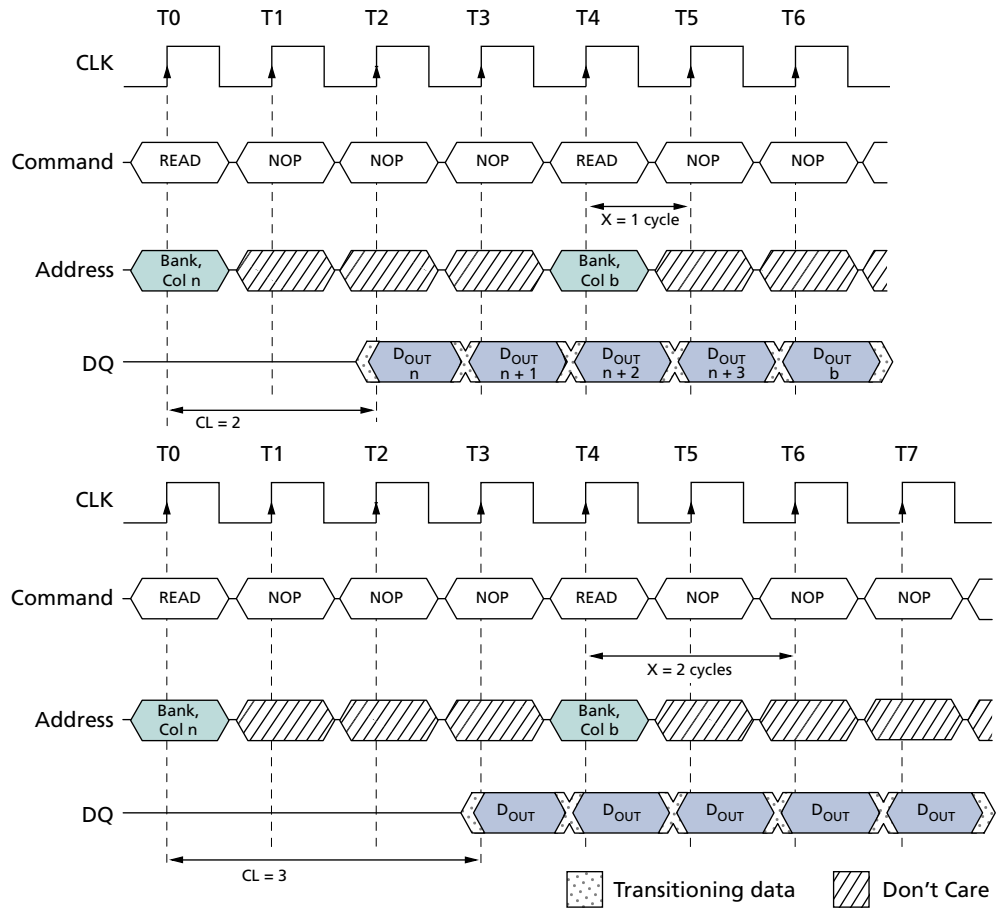 T0 T1 T2 T3 T4 T5 T6
CLK
Command READ NOP NOP NOP READ NOP NOP
X = 1 cycle
Address Bank, Col n Bank, Col b
DQ DOUT n DOUT n + 1 DOUT n + 2 DOUT n + 3 DOUT b
CL = 2
T0 T1 T2 T3 T4 T5 T6 T7
CLK
Command READ NOP NOP NOP READ NOP NOP NOP
X = 2 cycles
Address Bank, Col n Bank, Col b
DQ DOUT DOUT DOUT DOUT DOUT
CL = 3
Transitioning data Don't Care